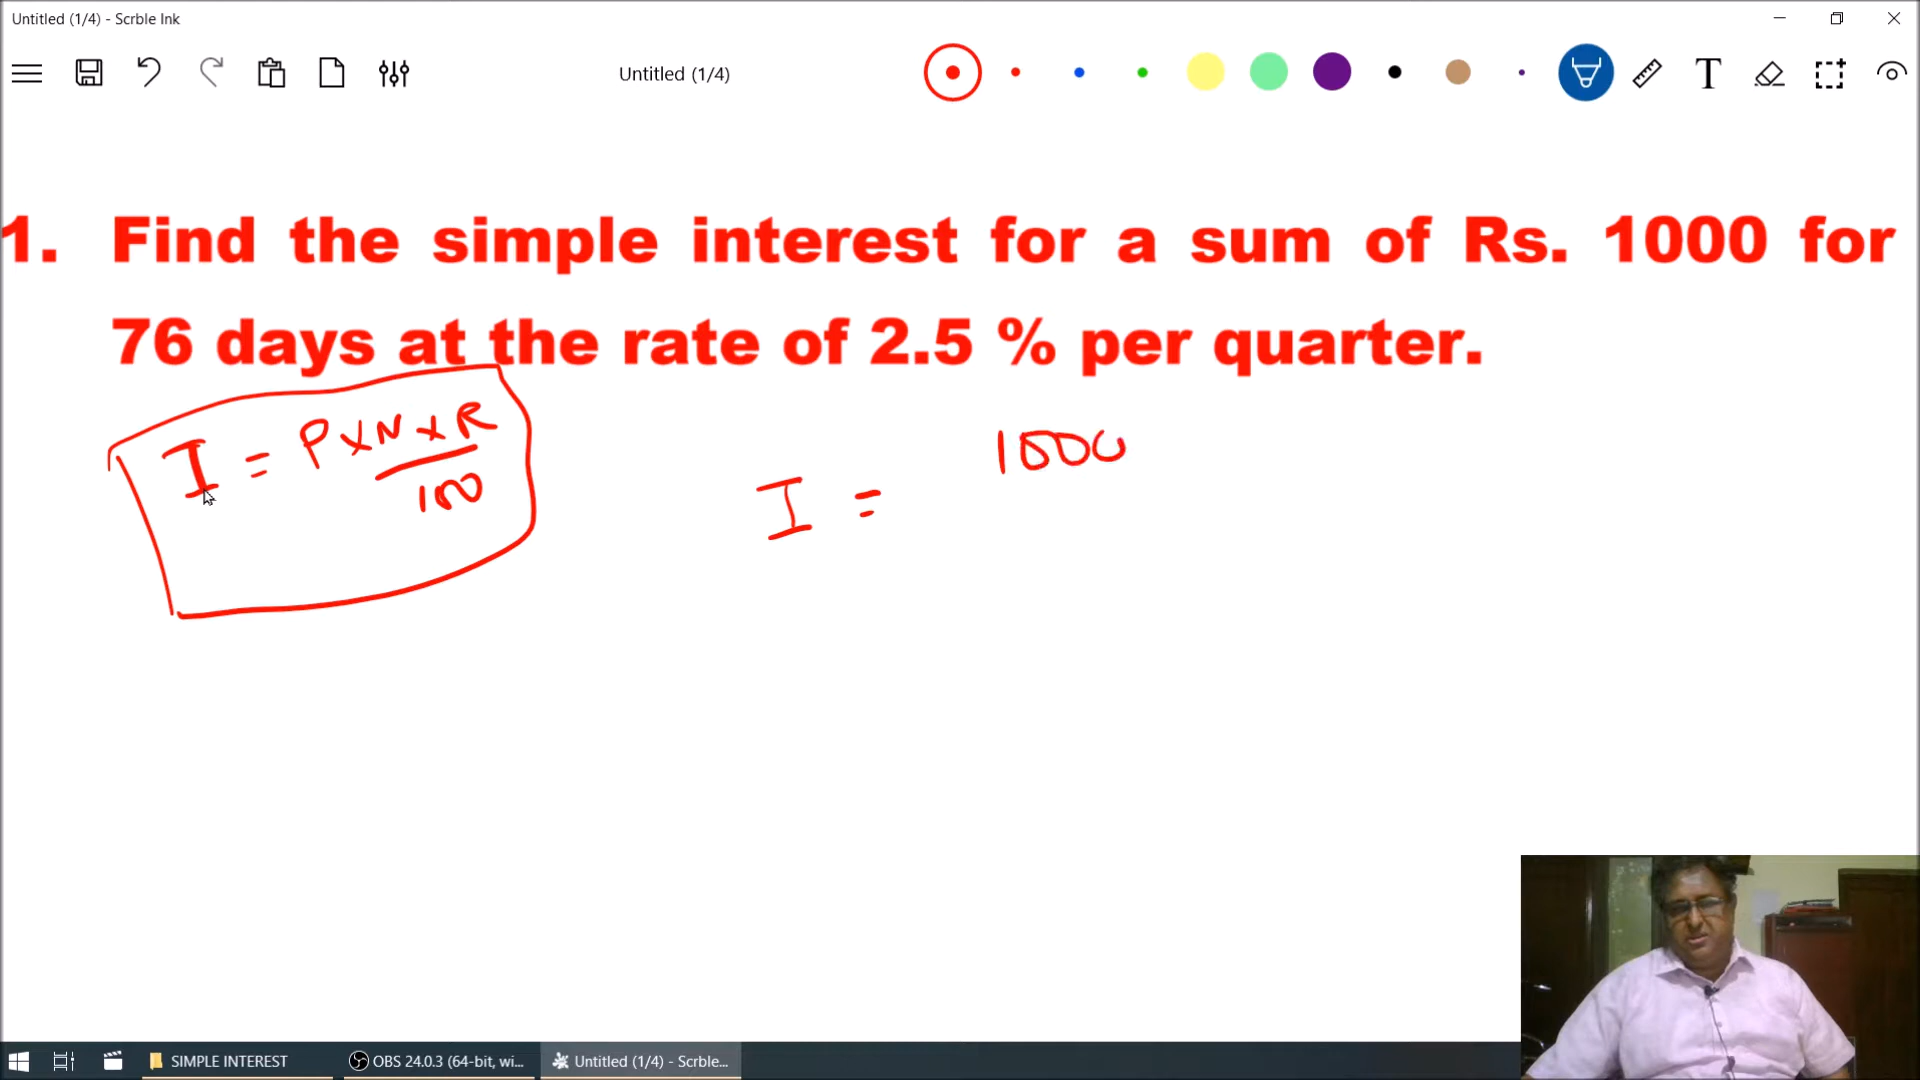 Untitled (1/4) - Scrble Ink
Untitled (1/4)
T
1. Find the simple interest for a sum of Rs. 1000 for
76 days at the rate of 2.5 % per quarter.
I = P x N x R
100
1000
I =
SIMPLE INTEREST
OBS 24.0.3 (64-bit, wi...
Untitled (1/4) - Scrble...